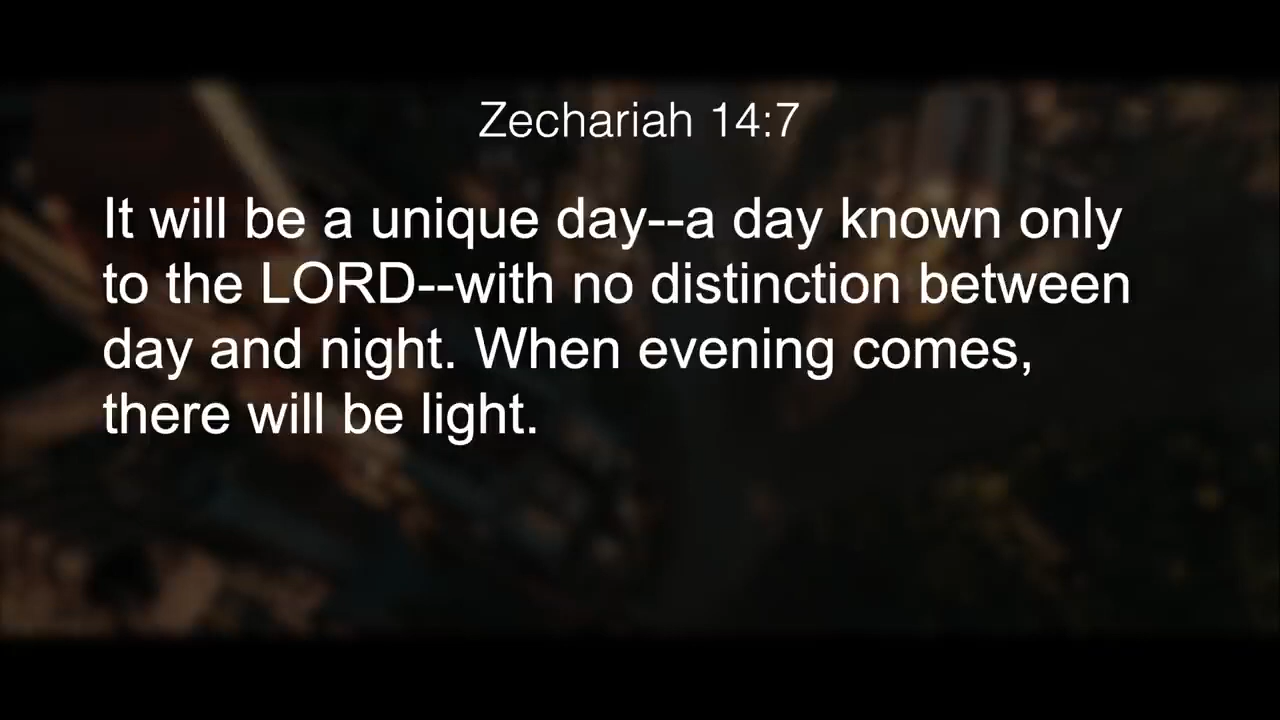 Zechariah 14:7
It will be a unique day--a day known only
to the LORD--with no distinction between
day and night. When evening comes,
there will be light.